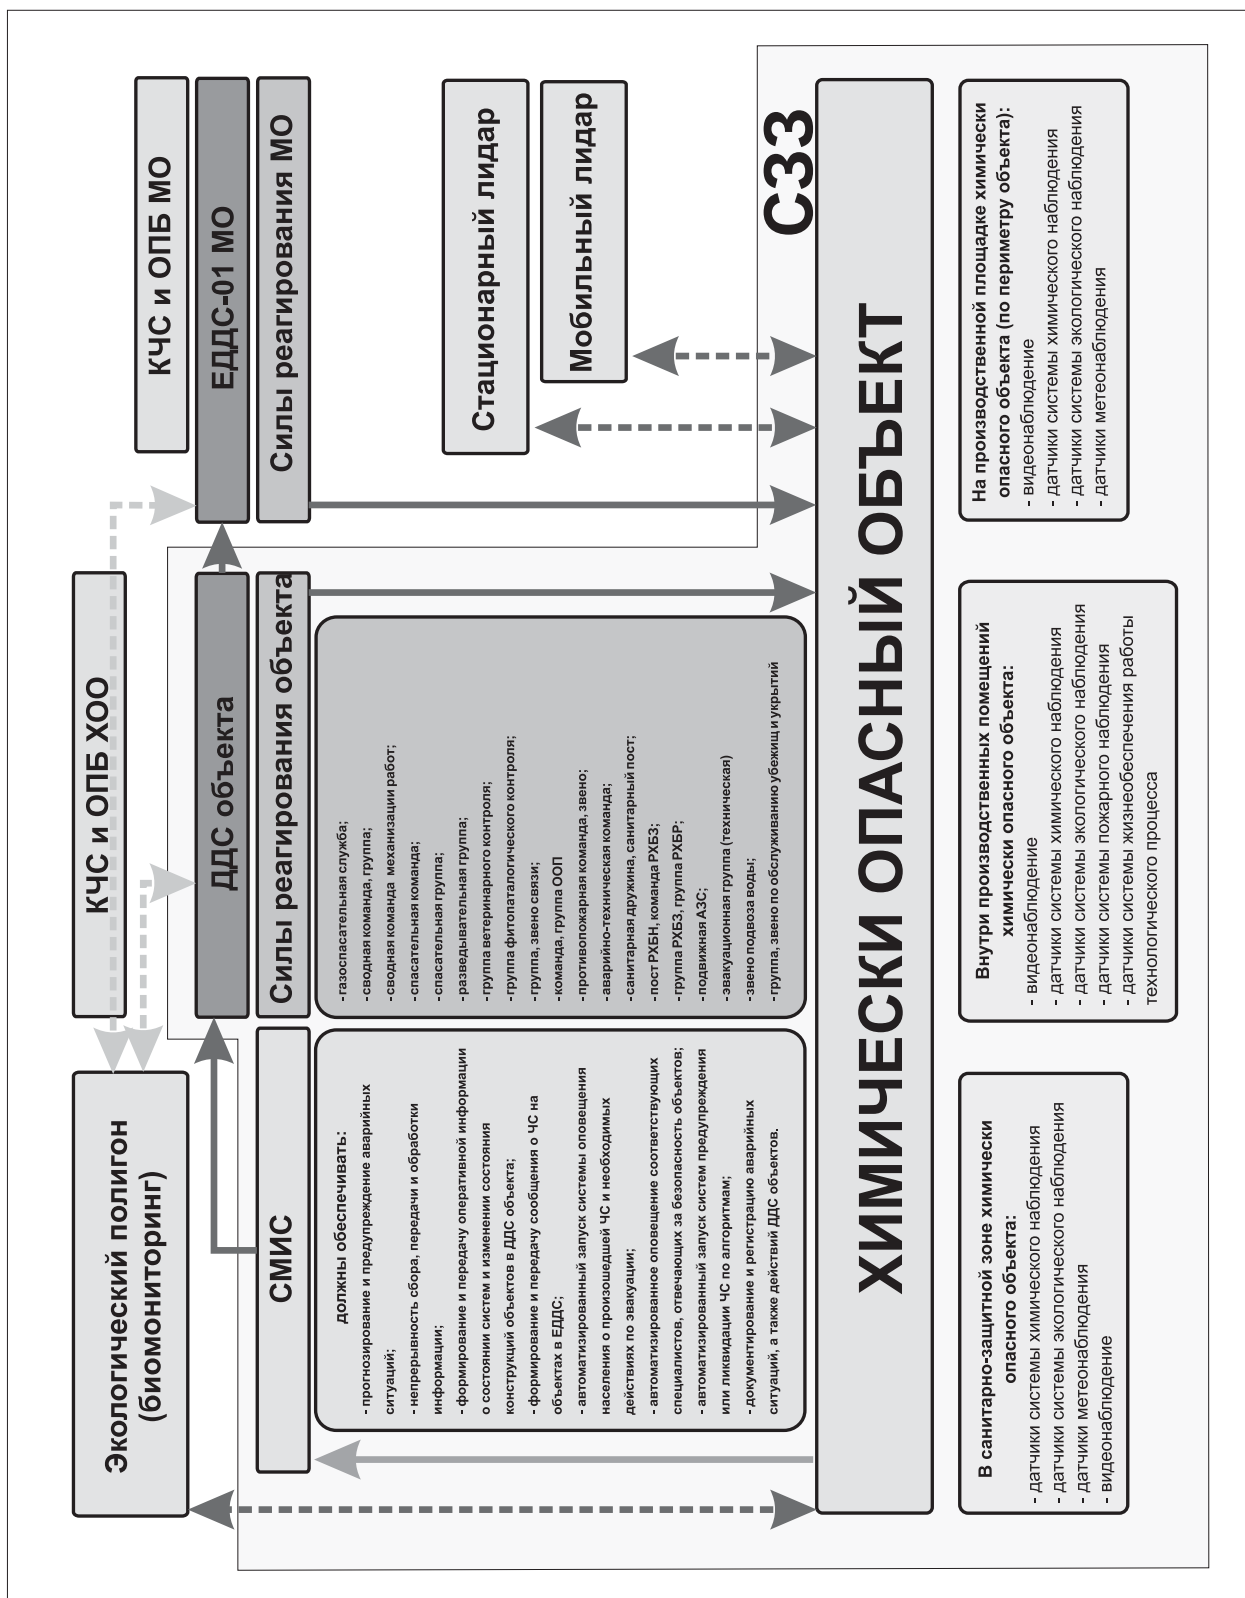 Экологический полигон
(биомониторинг)
КЧС и ОПБ ХОО
КЧС и ОПБ МО
ДДС объекта
ЕДДС-01 МО
СМИС
Силы реагирования объекта
Силы реагирования МО
должны обеспечивать:
- прогнозирование и предупреждение аварийных
ситуаций;
- непрерывность сбора, передачи и обработки
информации;
- формирование и передачу оперативной информации
о состоянии систем и изменении состояния
конструкций объектов в ДДС объекта;
- формирование и передачу сообщения о ЧС на
объектах в ЕДДС;
- автоматизированный запуск системы оповещения
населения о произошедшей ЧС и необходимых
действиях по эвакуации;
- автоматизированное оповещение соответствующих
специалистов, отвечающих за безопасность объектов;
- автоматизированный запуск систем предупреждения
или ликвидации ЧС по алгоритмам;
- документирование и регистрацию аварийных
ситуаций, а также действий ДДС объектов.
- газоспасательная служба;
- сводная команда, группа;
- сводная команда механизации работ;
- спасательная команда;
- спасательная группа;
- разведывательная группа;
- группа ветеринарного контроля;
- группа фитопаталогического контроля;
- группа, звено связи;
- команда, группа ООП
- противопожарная команда, звено;
- аварийно-техническая команда;
- санитарная дружина, санитарный пост;
- пост РХБН, команда РХБЗ;
- группа РХБЗ, группа РХБР;
- подвижная АЗС;
- эвакуационная группа (техническая)
- звено подвоза воды;
- группа, звено по обслуживанию убежищ и укрытий
Стационарный лидар
Мобильный лидар
СЗЗ
ХИМИЧЕСКИ ОПАСНЫЙ ОБЪЕКТ
В санитарно-защитной зоне химически
опасного объекта:
- датчики системы химического наблюдения
- датчики системы экологического наблюдения
- датчики метеонаблюдения
- видеонаблюдение
Внутри производственных помещений
химически опасного объекта:
- видеонаблюдение
- датчики системы химического наблюдения
- датчики системы экологического наблюдения
- датчики системы пожарного наблюдения
- датчики системы жизнеобеспечения работы
технологического процесса
На производственной площадке химически
опасного объекта (по периметру объекта):
- видеонаблюдение
- датчики системы химического наблюдения
- датчики системы экологического наблюдения
- датчики метеонаблюдения